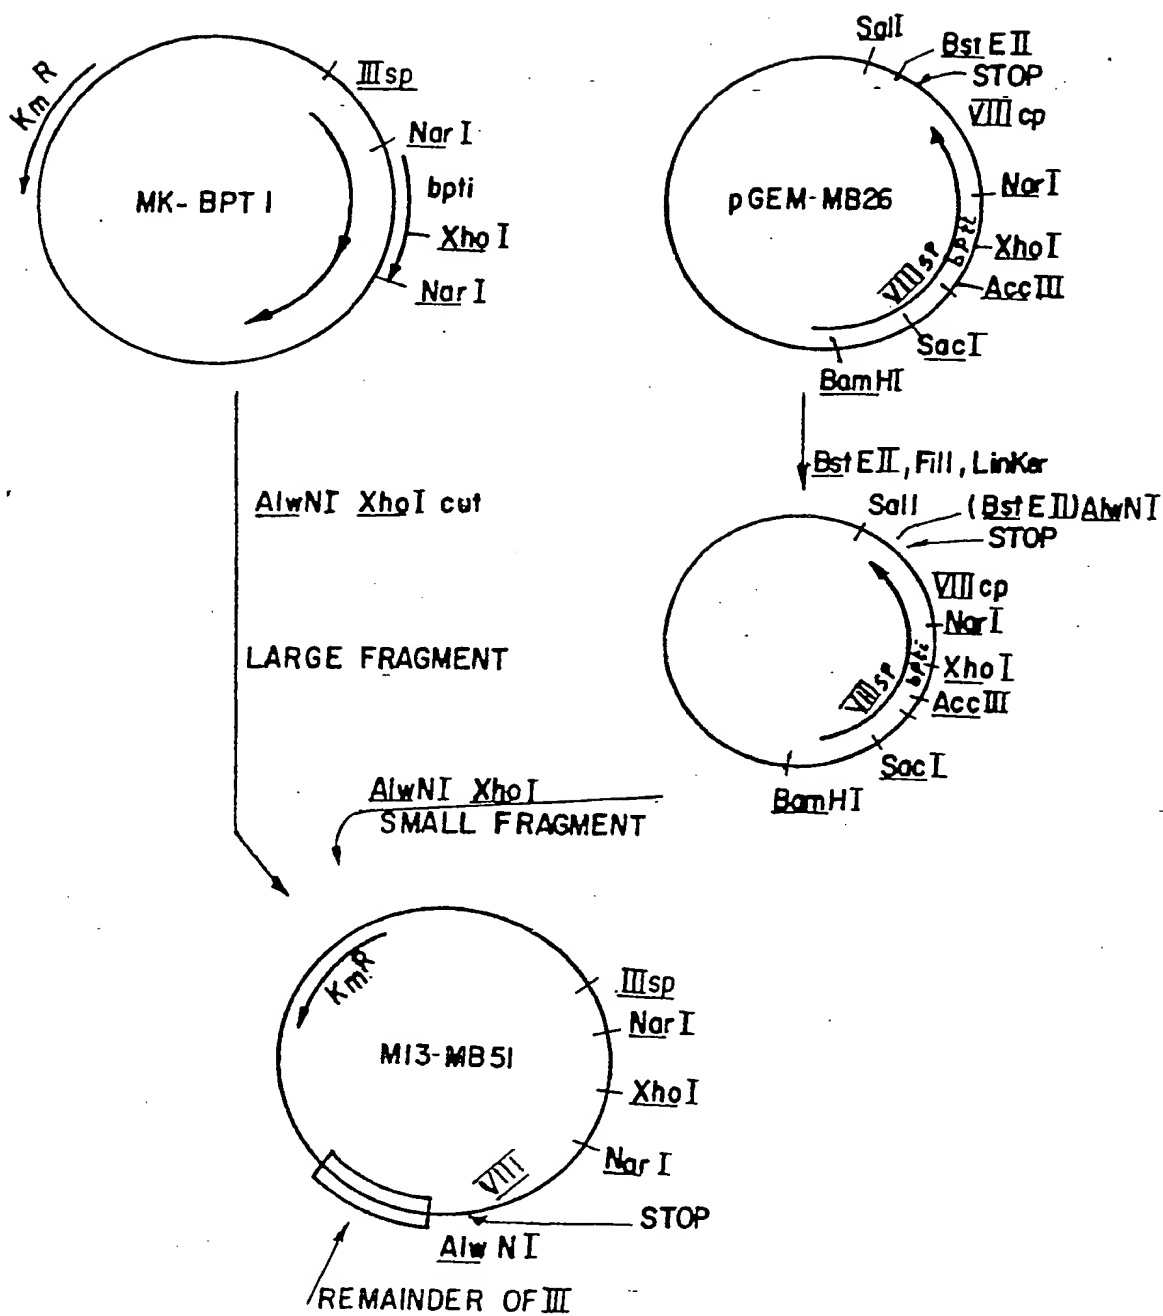 Km R
IIIsp
NarI
bpti
XhoI
NarI
MK-BPT1
SalI
BstEII
STOP
VIIIcp
NarI
bpti
XhoI
AccIII
SacI
BamHI
VIIIsp
pGEM-MB26
AlwNI XhoI cut
LARGE FRAGMENT
BstEII, Fill, LinKer
SalI
(BstEII)AlwNI
STOP
VIIIcp
NarI
bpti
XhoI
AccIII
VIIIsp
SacI
BamHI
AlwNI XhoI
SMALL FRAGMENT
KmR
IIIsp
NarI
M13-MB51
XhoI
NarI
VIII
STOP
AlwNI
REMAINDER OF III